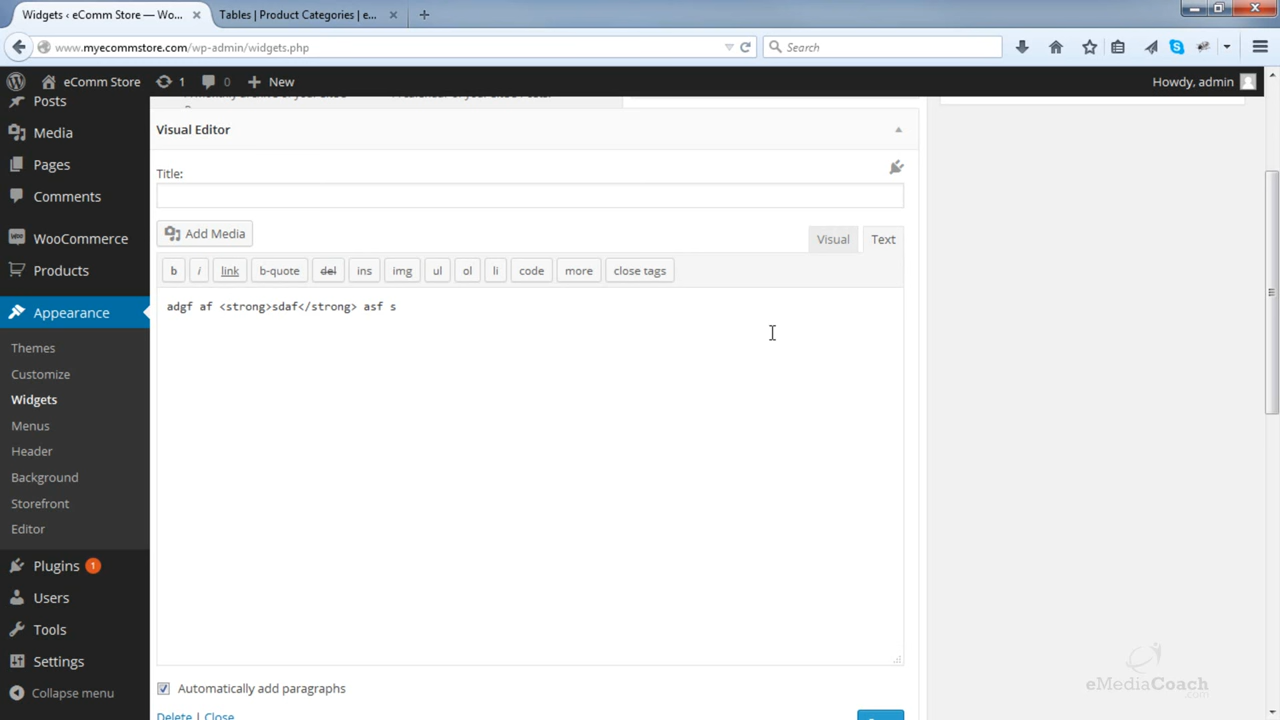 Widgets ‹ eComm Store — Wo...
Tables | Product Categories | e...
www.myecommstore.com/wp-admin/widgets.php
Search
eComm Store
1
0
New
Howdy, admin
Posts
Media
Pages
Comments
WooCommerce
Products
Appearance
Themes
Customize
Widgets
Menus
Header
Background
Storefront
Editor
Plugins 1
Users
Tools
Settings
Collapse menu
Visual Editor
Title:
Add Media
Visual
Text
b
i
link
b-quote
del
ins
img
ul
ol
li
code
more
close tags
adgf af <strong>sdaf</strong> asf s
Automatically add paragraphs
Delete | Close
eMediaCoach
.com